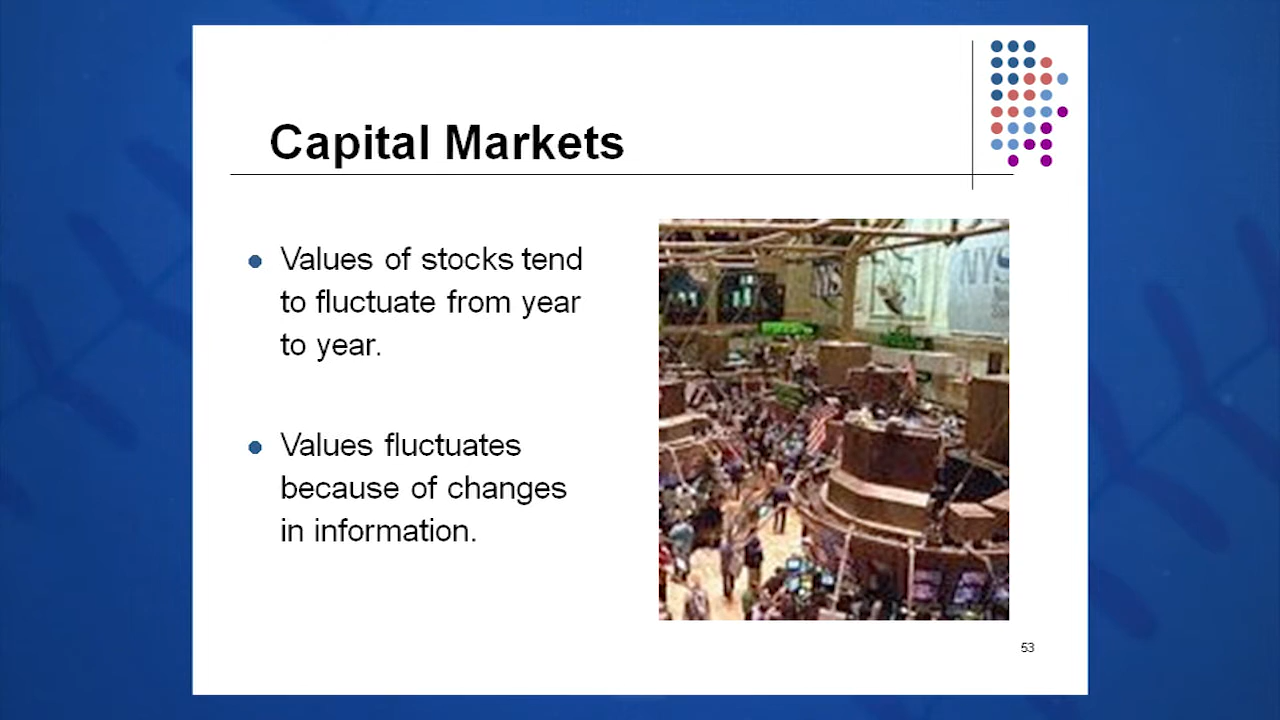 Capital Markets
Values of stocks tend
to fluctuate from year
to year.
Values fluctuates
because of changes
in information.
NYS
53